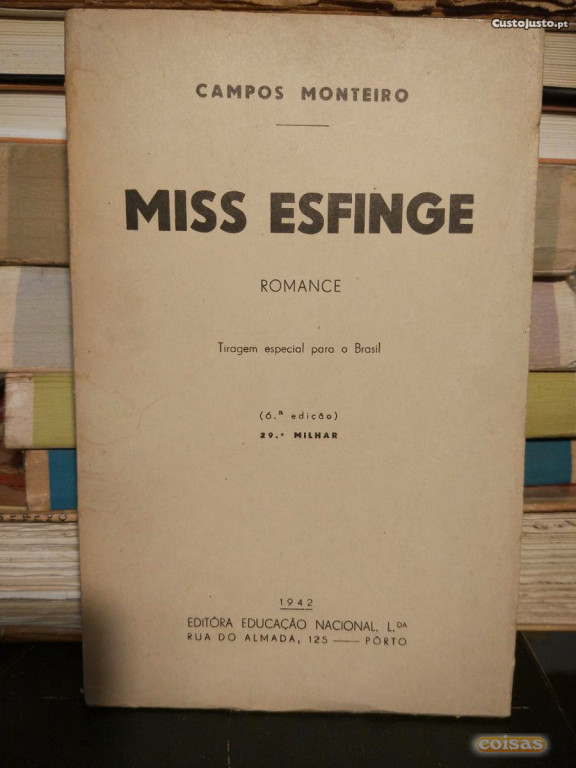 CustoJusto.pt
CAMPOS MONTEIRO
MISS ESFINGE
ROMANCE
Tiragem especial para o Brasil
(6.ª edição)
29.º MILHAR
1942
EDITÔRA EDUCAÇÃO NACIONAL, L.DA
RUA DO ALMADA, 125 — PÔRTO
coisas